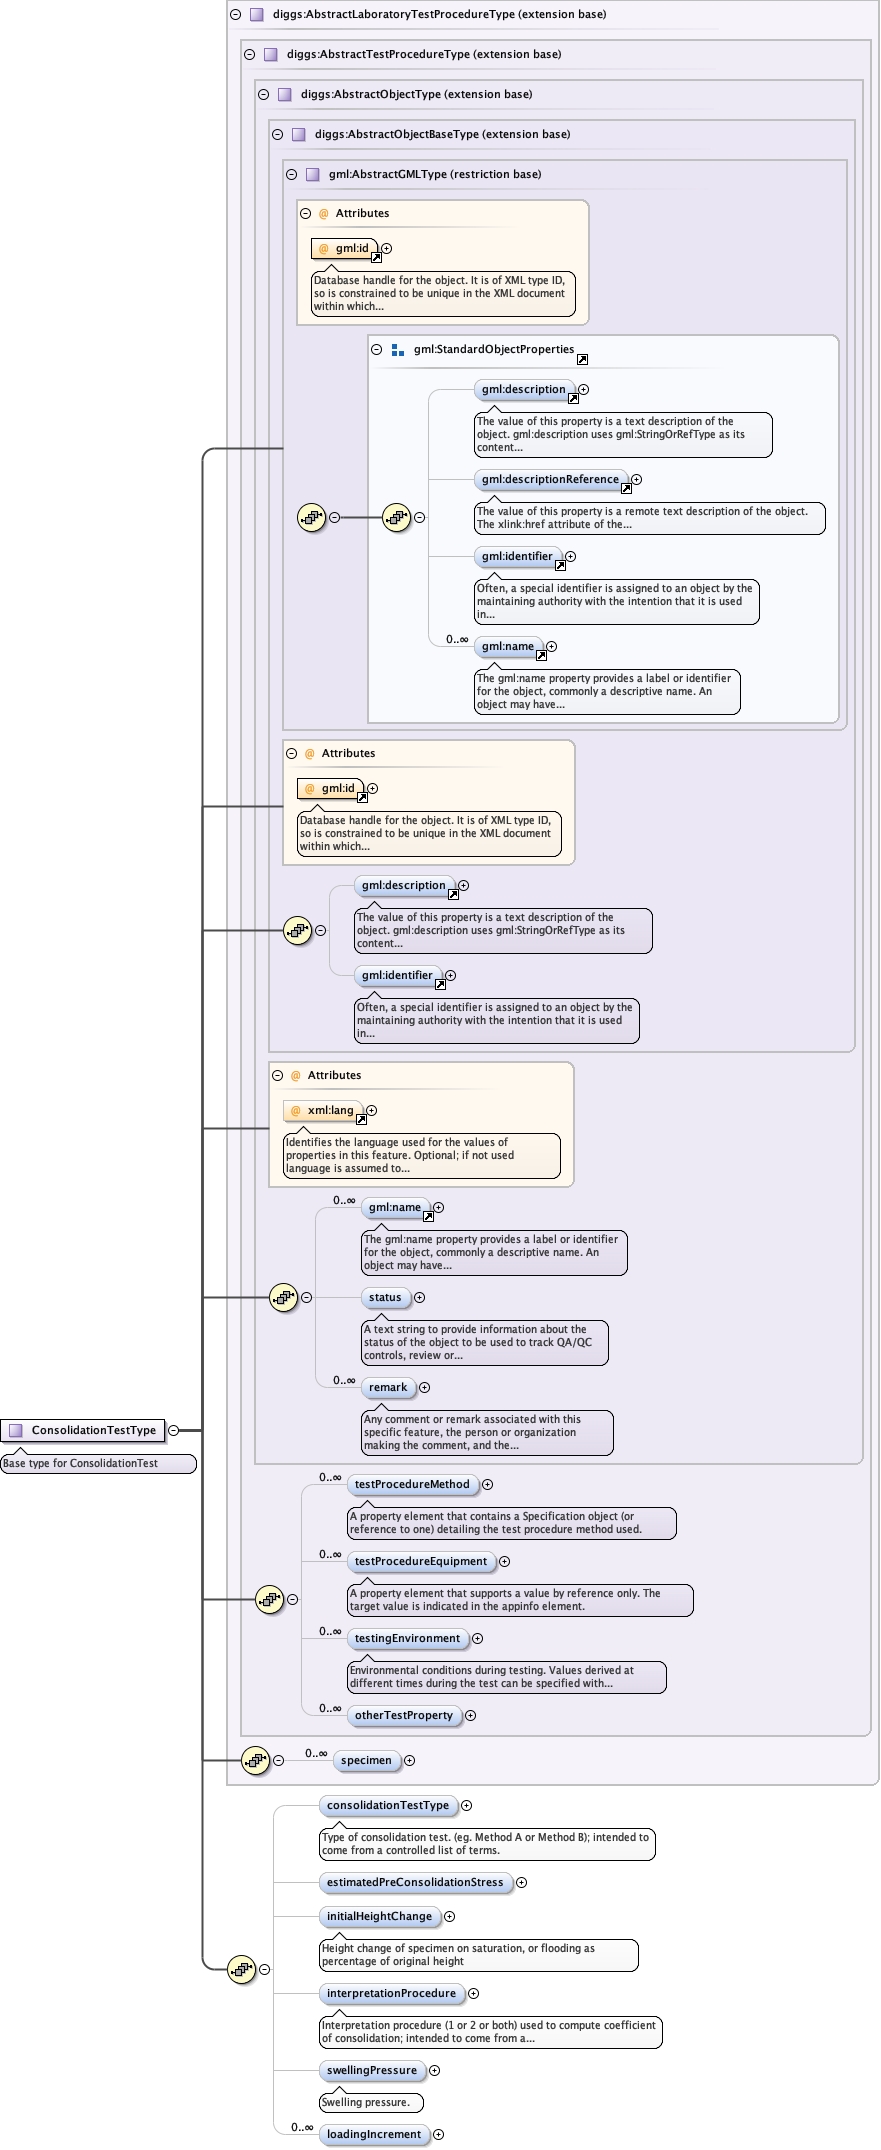 diggs:AbstractLaboratoryTestProcedureType (extension base)
diggs:AbstractTestProcedureType (extension base)
diggs:AbstractObjectType (extension base)
diggs:AbstractObjectBaseType (extension base)
gml:AbstractGMLType (restriction base)
@ Attributes
@ gml:id
Database handle for the object. It is of XML type ID,
so is constrained to be unique in the XML document
within which...
gml:StandardObjectProperties
gml:description
The value of this property is a text description of the
object. gml:description uses gml:StringOrRefType as its
content...
gml:descriptionReference
The value of this property is a remote text description of the object.
The xlink:href attribute of the...
gml:identifier
Often, a special identifier is assigned to an object by the
maintaining authority with the intention that it is used
in...
0..∞
gml:name
The gml:name property provides a label or identifier
for the object, commonly a descriptive name. An
object may have...
@ Attributes
@ gml:id
Database handle for the object. It is of XML type ID,
so is constrained to be unique in the XML document
within which...
gml:description
The value of this property is a text description of the
object. gml:description uses gml:StringOrRefType as its
content...
gml:identifier
Often, a special identifier is assigned to an object by the
maintaining authority with the intention that it is used
in...
@ Attributes
@ xml:lang
Identifies the language used for the values of
properties in this feature. Optional; if not used
language is assumed to...
0..∞
gml:name
The gml:name property provides a label or identifier
for the object, commonly a descriptive name. An
object may have...
status
A text string to provide information about the
status of the object to be used to track QA/QC
controls, review or...
0..∞
remark
Any comment or remark associated with this
specific feature, the person or organization
making the comment, and the...
ConsolidationTestType
Base type for ConsolidationTest
0..∞
testProcedureMethod
A property element that contains a Specification object (or
reference to one) detailing the test procedure method used.
0..∞
testProcedureEquipment
A property element that supports a value by reference only. The
target value is indicated in the appinfo element.
0..∞
testingEnvironment
Environmental conditions during testing. Values derived at
different times during the test can be specified with...
0..∞
otherTestProperty
0..∞
specimen
consolidationTestType
Type of consolidation test. (eg. Method A or Method B); intended to
come from a controlled list of terms.
estimatedPreConsolidationStress
initialHeightChange
Height change of specimen on saturation, or flooding as
percentage of original height
interpretationProcedure
Interpretation procedure (1 or 2 or both) used to compute coefficient
of consolidation; intended to come from a...
swellingPressure
Swelling pressure.
0..∞
loadingIncrement